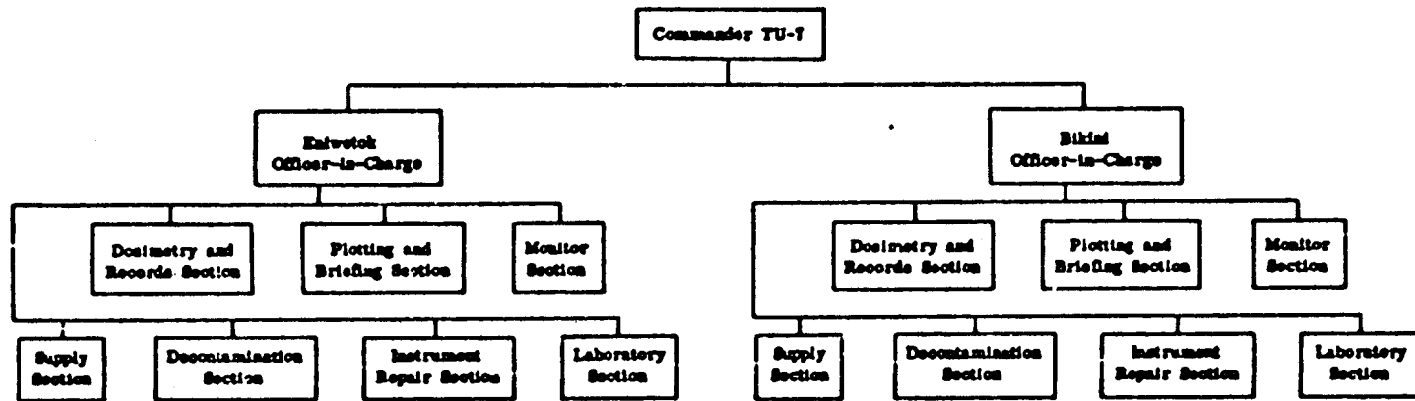 Commander TU-7
Eniwetok
Officer-in-Charge
Bikini
Officer-in-Charge
Dosimetry and
Records Section
Plotting and
Briefing Section
Monitor
Section
Dosimetry and
Records Section
Plotting and
Briefing Section
Monitor
Section
Supply
Section
Decontamination
Section
Instrument
Repair Section
Laboratory
Section
Supply
Section
Decontamination
Section
Instrument
Repair Section
Laboratory
Section